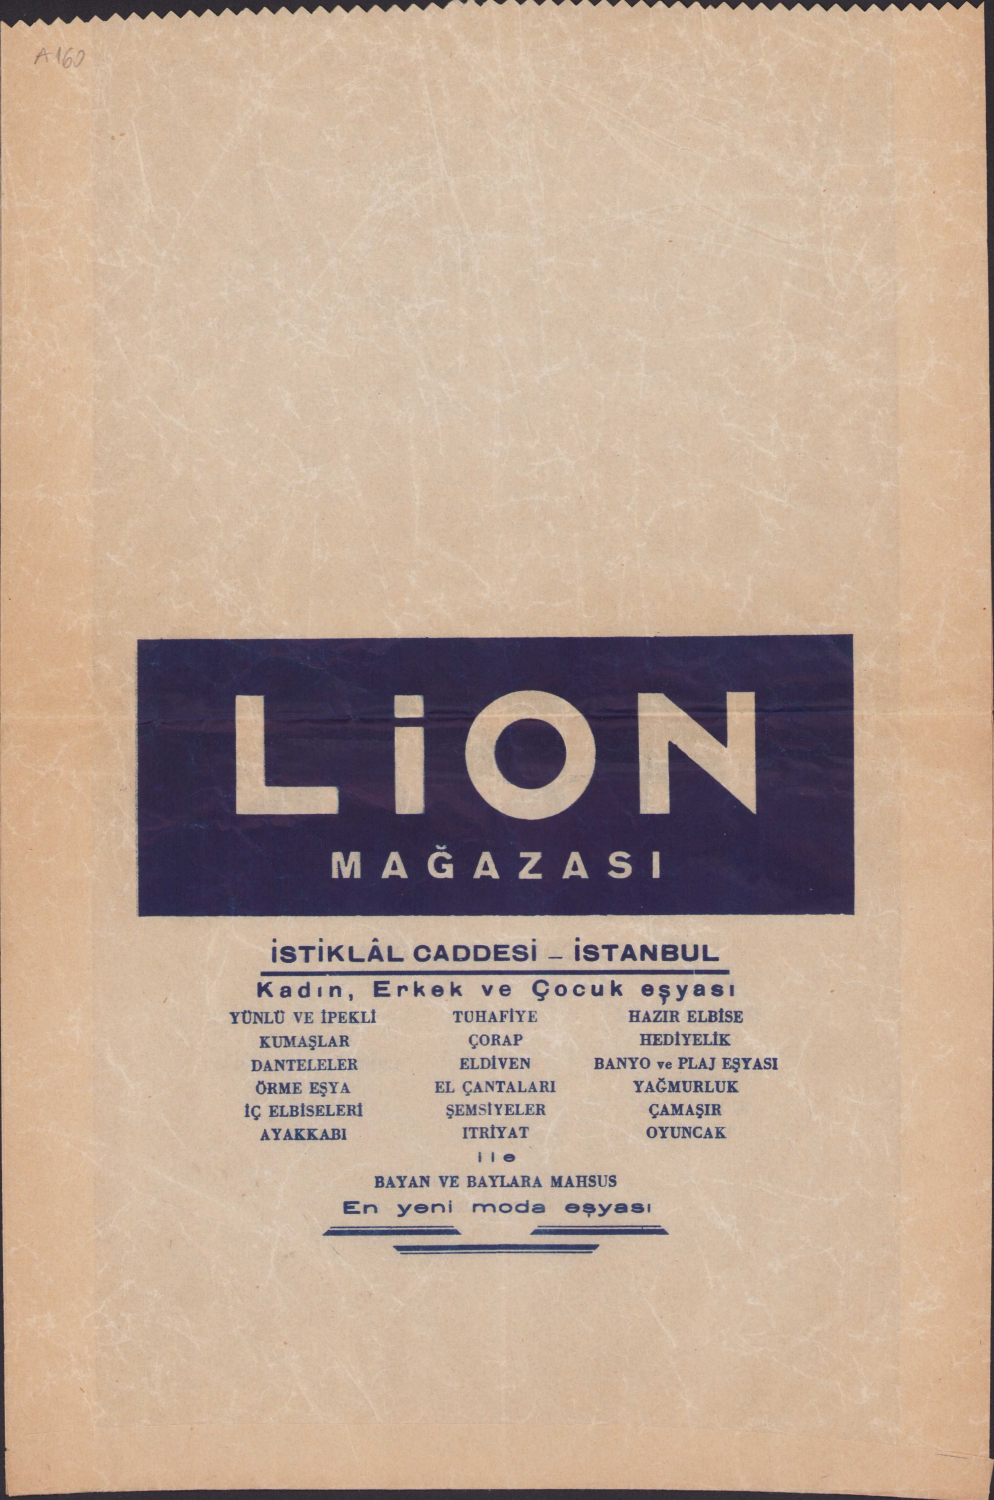 A160
LiON
MAĞAZASI
İSTİKLÂL CADDESİ – İSTANBUL
Kadın, Erkek ve Çocuk eşyası
YÜNLÜ VE İPEKLİ TUHAFİYE HAZIR ELBİSE
KUMAŞLAR ÇORAP HEDİYELİK
DANTELELER ELDİVEN BANYO ve PLAJ EŞYASI
ÖRME EŞYA EL ÇANTALARI YAĞMURLUK
İÇ ELBİSELERİ ŞEMSİYELER ÇAMAŞIR
AYAKKABI ITRİYAT OYUNCAK
ile
BAYAN VE BAYLARA MAHSUS
En yeni moda eşyası